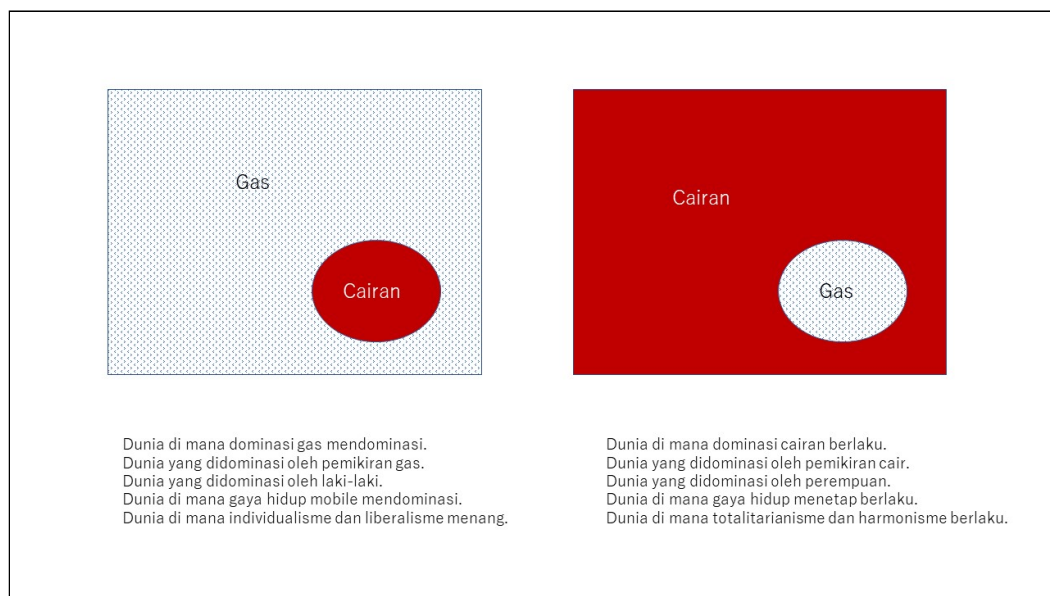 Gas
Cairan
Cairan
Gas
Dunia di mana dominasi gas mendominasi.
Dunia yang didominasi oleh pemikiran gas.
Dunia yang didominasi oleh laki-laki.
Dunia di mana gaya hidup mobile mendominasi.
Dunia di mana individualisme dan liberalisme menang.
Dunia di mana dominasi cairan berlaku.
Dunia yang didominasi oleh pemikiran cair.
Dunia yang didominasi oleh perempuan.
Dunia di mana gaya hidup menetap berlaku.
Dunia di mana totalitarianisme dan harmonisme berlaku.